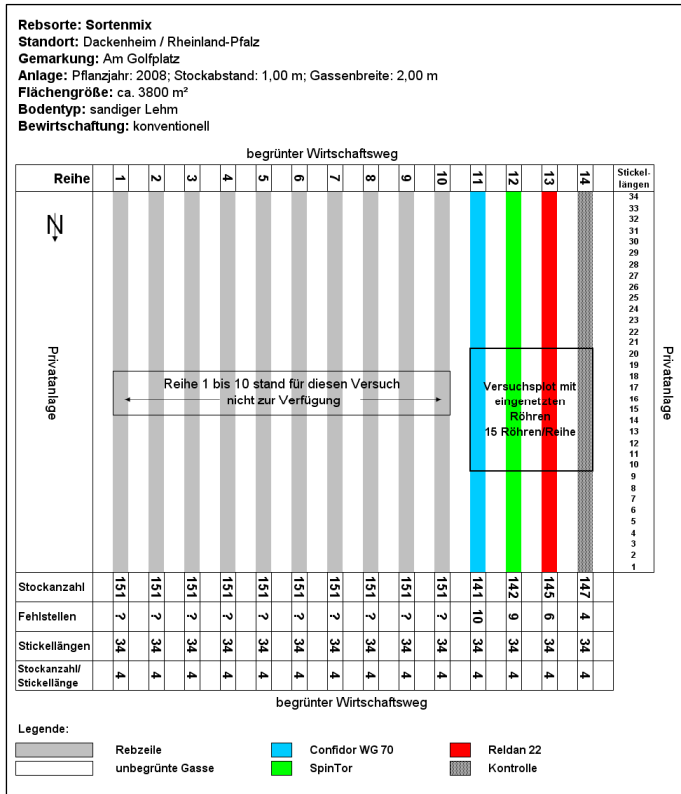 Rebsorte: Sortenmix
Standort: Dackenheim / Rheinland-Pfalz
Gemarkung: Am Golfplatz
Anlage: Pflanzjahr: 2008; Stockabstand: 1,00 m; Gassenbreite: 2,00 m
Flächengröße: ca. 3800 m²
Bodentyp: sandiger Lehm
Bewirtschaftung: konventionell
begrünter Wirtschaftsweg
Reihe 1 2 3 4 5 6 7 8 9 10 11 12 13 14 Stickel-
längen
N
34
33
32
31
30
29
28
27
26
25
24
23
22
21
20
19
18
17
16
15
14
13
12
11
10
9
8
7
6
5
4
3
2
1
Privatanlage
Reihe 1 bis 10 stand für diesen Versuch
nicht zur Verfügung
Versuchsplot mit
eingenetzten
Röhren
15 Röhren/Reihe
Privatanlage
Stockanzahl 151 151 151 151 151 151 151 151 151 151 141 142 145 147
Fehlstellen ? ? ? ? ? ? ? ? ? ? 10 9 6 4
Stickellängen 34 34 34 34 34 34 34 34 34 34 34 34 34 34
Stockanzahl/
Stickellänge 4 4 4 4 4 4 4 4 4 4 4 4 4 4
begrünter Wirtschaftsweg
Legende:
Rebzeile Confidor WG 70 Reldan 22
unbegrünte Gasse SpinTor Kontrolle